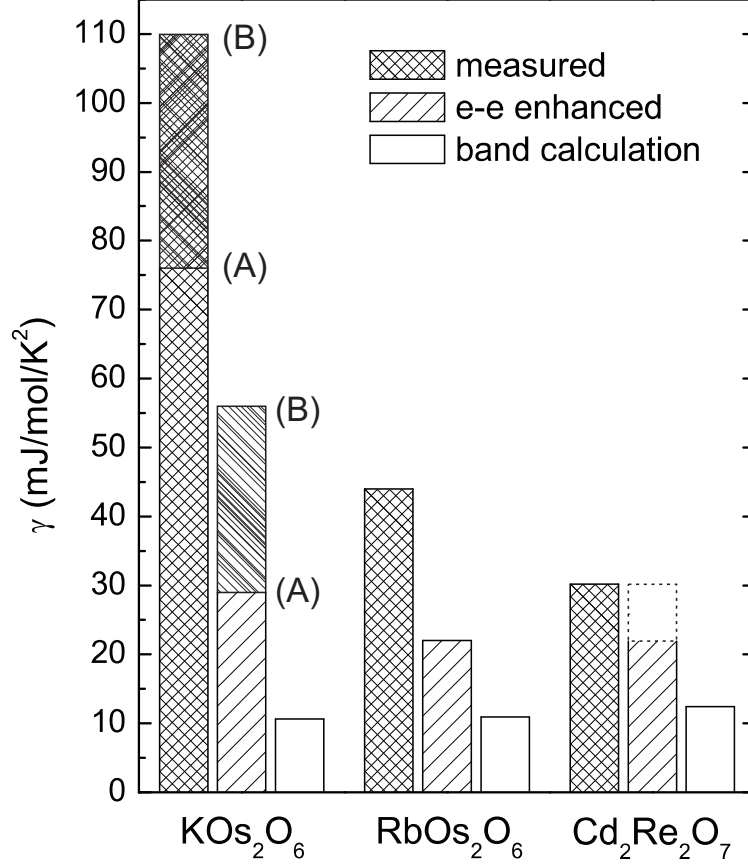 110
100
90
80
70
60
50
40
30
20
10
0
γ (mJ/mol/K²)
(B)
(A)
(B)
(A)
measured
e-e enhanced
band calculation
KOs₂O₆
RbOs₂O₆
Cd₂Re₂O₇